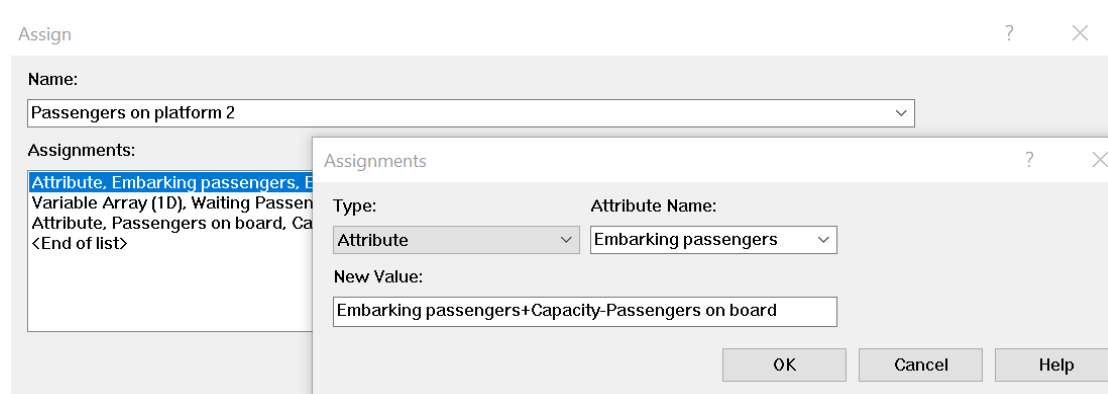 Assign ?
Name:
Passengers on platform 2
Assignments:
Attribute, Embarking passengers, E
Variable Array (1D), Waiting Passen
Attribute, Passengers on board, Ca
<End of list>
Assignments ?
Type: Attribute Name:
Attribute Embarking passengers
New Value:
Embarking passengers+Capacity-Passengers on board
OK Cancel Help